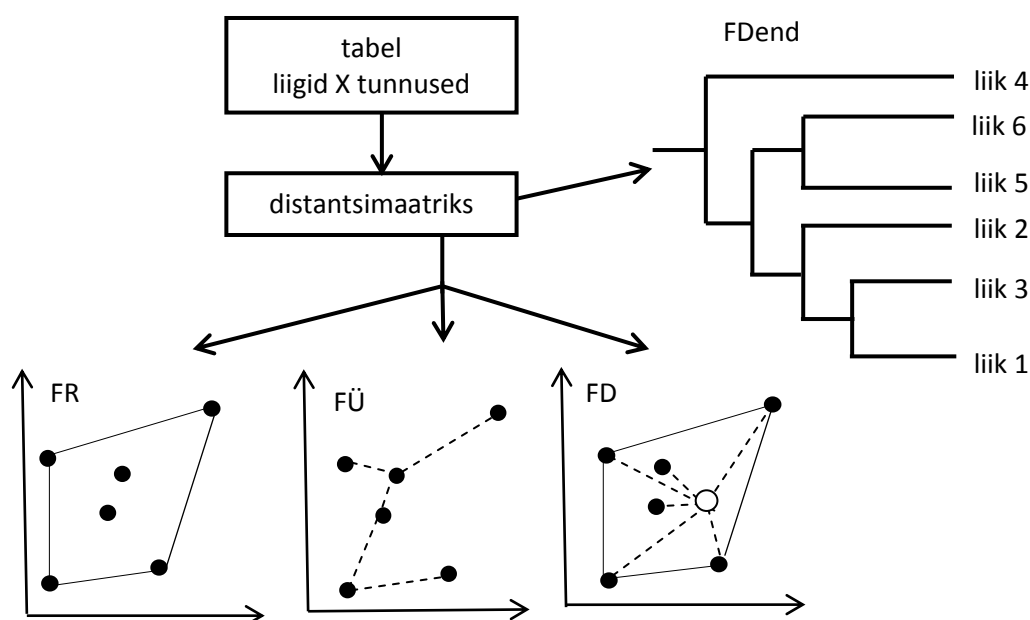 tabel
liigid X tunnused
distantsimaatriks
FDend
liik 4
liik 6
liik 5
liik 2
liik 3
liik 1
FR
FÜ
FD